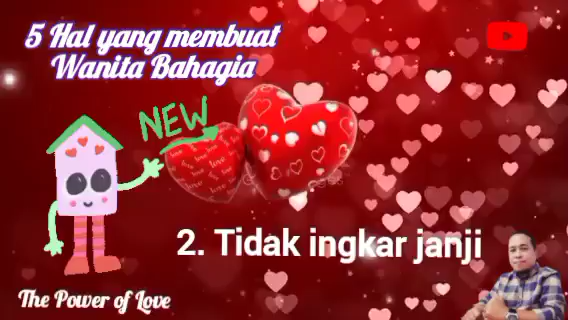 5 Hal yang membuat
Wanita Bahagia
NEW
2. Tidak ingkar janji
The Power of Love